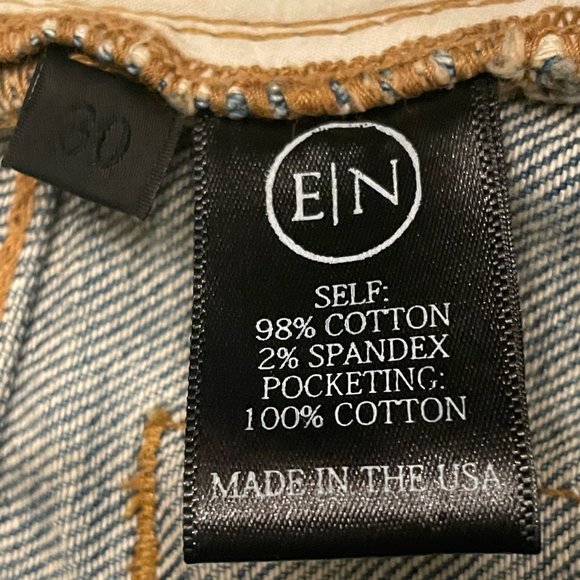 30
E|N
SELF:
98% COTTON
2% SPANDEX
POCKETING:
100% COTTON
MADE IN THE USA